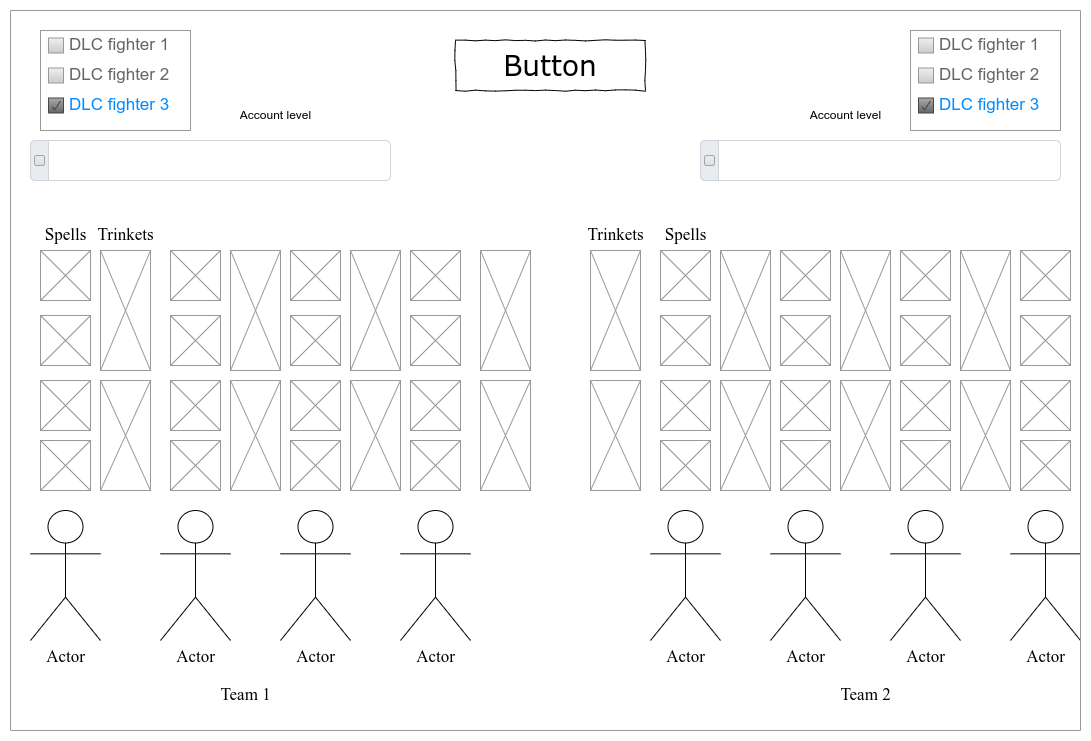 DLC fighter 1
DLC fighter 2
DLC fighter 3
Button
DLC fighter 1
DLC fighter 2
DLC fighter 3
Account level
Account level
Spells Trinkets
Trinkets Spells
Actor Actor Actor Actor
Actor Actor Actor Actor
Team 1
Team 2